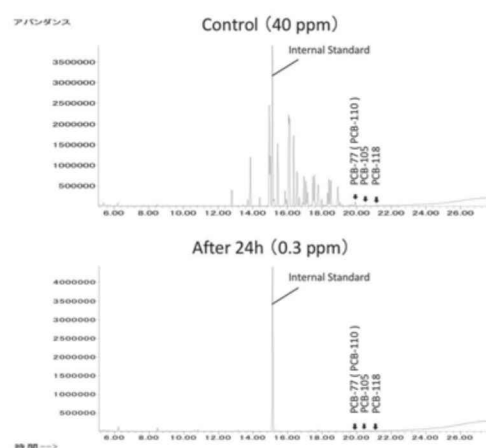 アバンダンス
Control (40 ppm)
Internal Standard
3500000
3000000
2500000
2000000
1500000
1000000
500000
PCB-77 ( PCB-110 )
PCB-105
PCB-118
6.00 8.00 10.00 12.00 14.00 16.00 18.00 20.00 22.00 24.00 26.00
After 24h (0.3 ppm)
Internal Standard
4000000
3500000
3000000
2500000
2000000
1500000
1000000
500000
PCB-77 ( PCB-110 )
PCB-105
PCB-118
6.00 8.00 10.00 12.00 14.00 16.00 18.00 20.00 22.00 24.00 26.00
時間-->